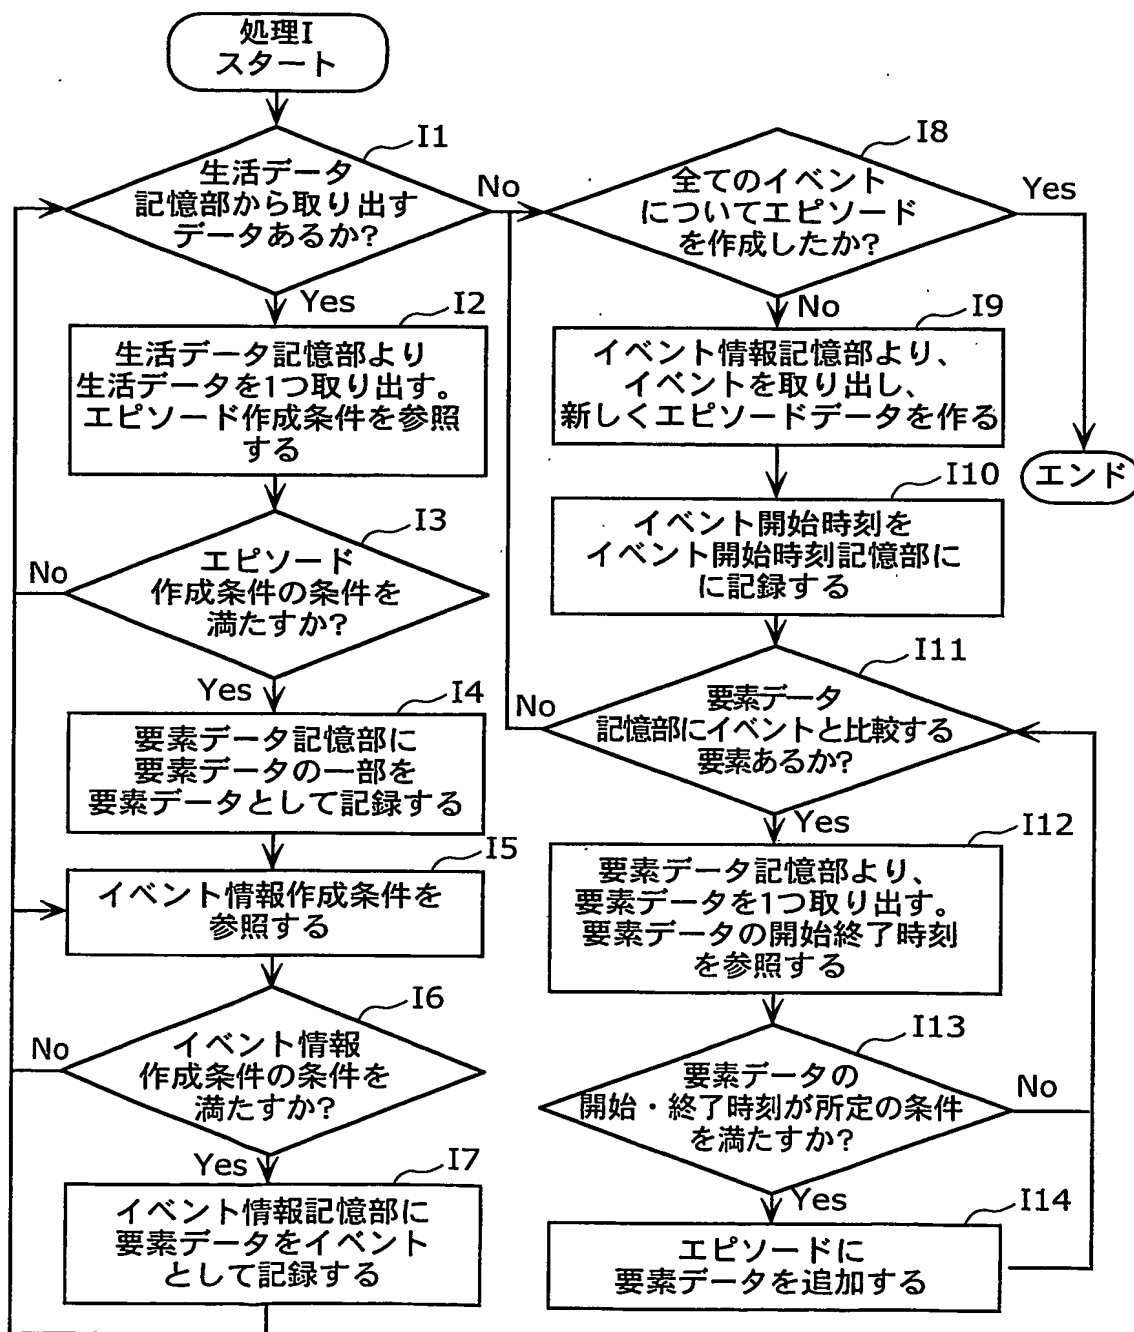 処理I
スタート
I1
生活データ
記憶部から取り出す
データあるか?
No
Yes
I2
生活データ記憶部より
生活データを1つ取り出す。
エピソード作成条件を参照
する
I3
エピソード
作成条件の条件を
満たすか?
No
Yes
I4
要素データ記憶部に
要素データの一部を
要素データとして記録する
I5
イベント情報作成条件を
参照する
I6
イベント情報
作成条件の条件を
満たすか?
No
Yes
I7
イベント情報記憶部に
要素データをイベント
として記録する
I8
全てのイベント
についてエピソード
を作成したか?
Yes
No
I9
イベント情報記憶部より、
イベントを取り出し、
新しくエピソードデータを作る
エンド
I10
イベント開始時刻を
イベント開始時刻記憶部に
に記録する
I11
要素データ
記憶部にイベントと比較する
要素あるか?
No
Yes
I12
要素データ記憶部より、
要素データを1つ取り出す。
要素データの開始終了時刻
を参照する
I13
要素データの
開始・終了時刻が所定の条件
を満たすか?
No
Yes
I14
エピソードに
要素データを追加する